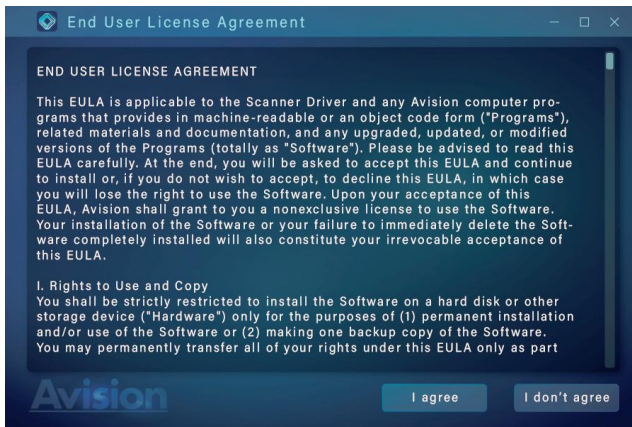 End User License Agreement
END USER LICENSE AGREEMENT
This EULA is applicable to the Scanner Driver and any Avision computer pro-
grams that provides in machine-readable or an object code form ("Programs"),
related materials and documentation, and any upgraded, updated, or modified
versions of the Programs (totally as "Software"). Please be advised to read this
EULA carefully. At the end, you will be asked to accept this EULA and continue
to install or, if you do not wish to accept, to decline this EULA, in which case
you will lose the right to use the Software. Upon your acceptance of this
EULA, Avision shall grant to you a nonexclusive license to use the Software.
Your installation of the Software or your failure to immediately delete the Soft-
ware completely installed will also constitute your irrevocable acceptance of
this EULA.
I. Rights to Use and Copy
You shall be strictly restricted to install the Software on a hard disk or other
storage device ("Hardware") only for the purposes of (1) permanent installation
and/or use of the Software or (2) making one backup copy of the Software.
You may permanently transfer all of your rights under this EULA only as part
Avision
I agree
I don't agree